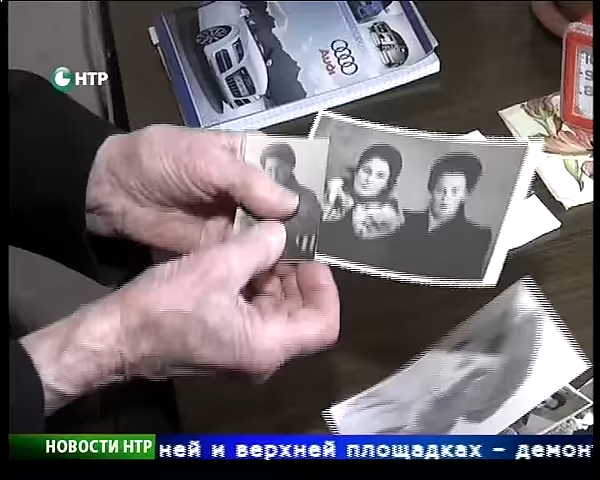 Audi
НТР
НОВОСТИ НТР
ней и верхней площадках - демон